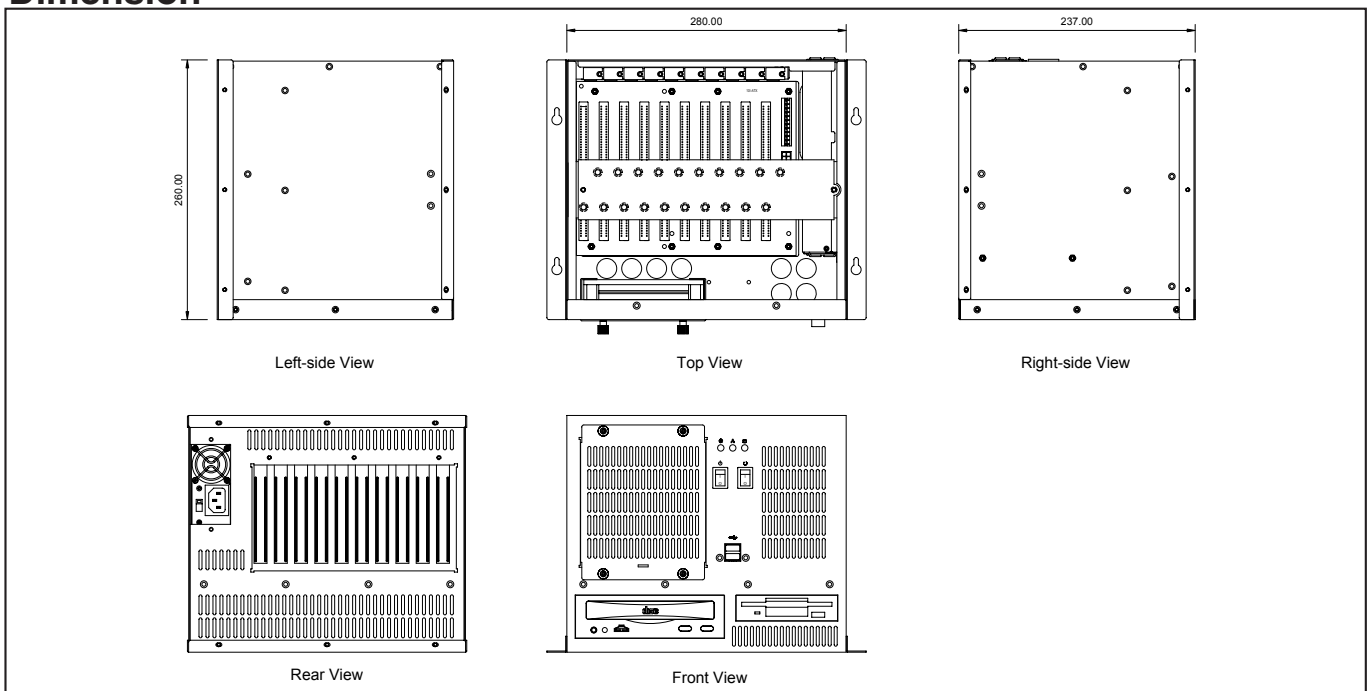 Dimension
280.00
237.00
260.00
Left-side View
Top View
Right-side View
Rear View
Front View